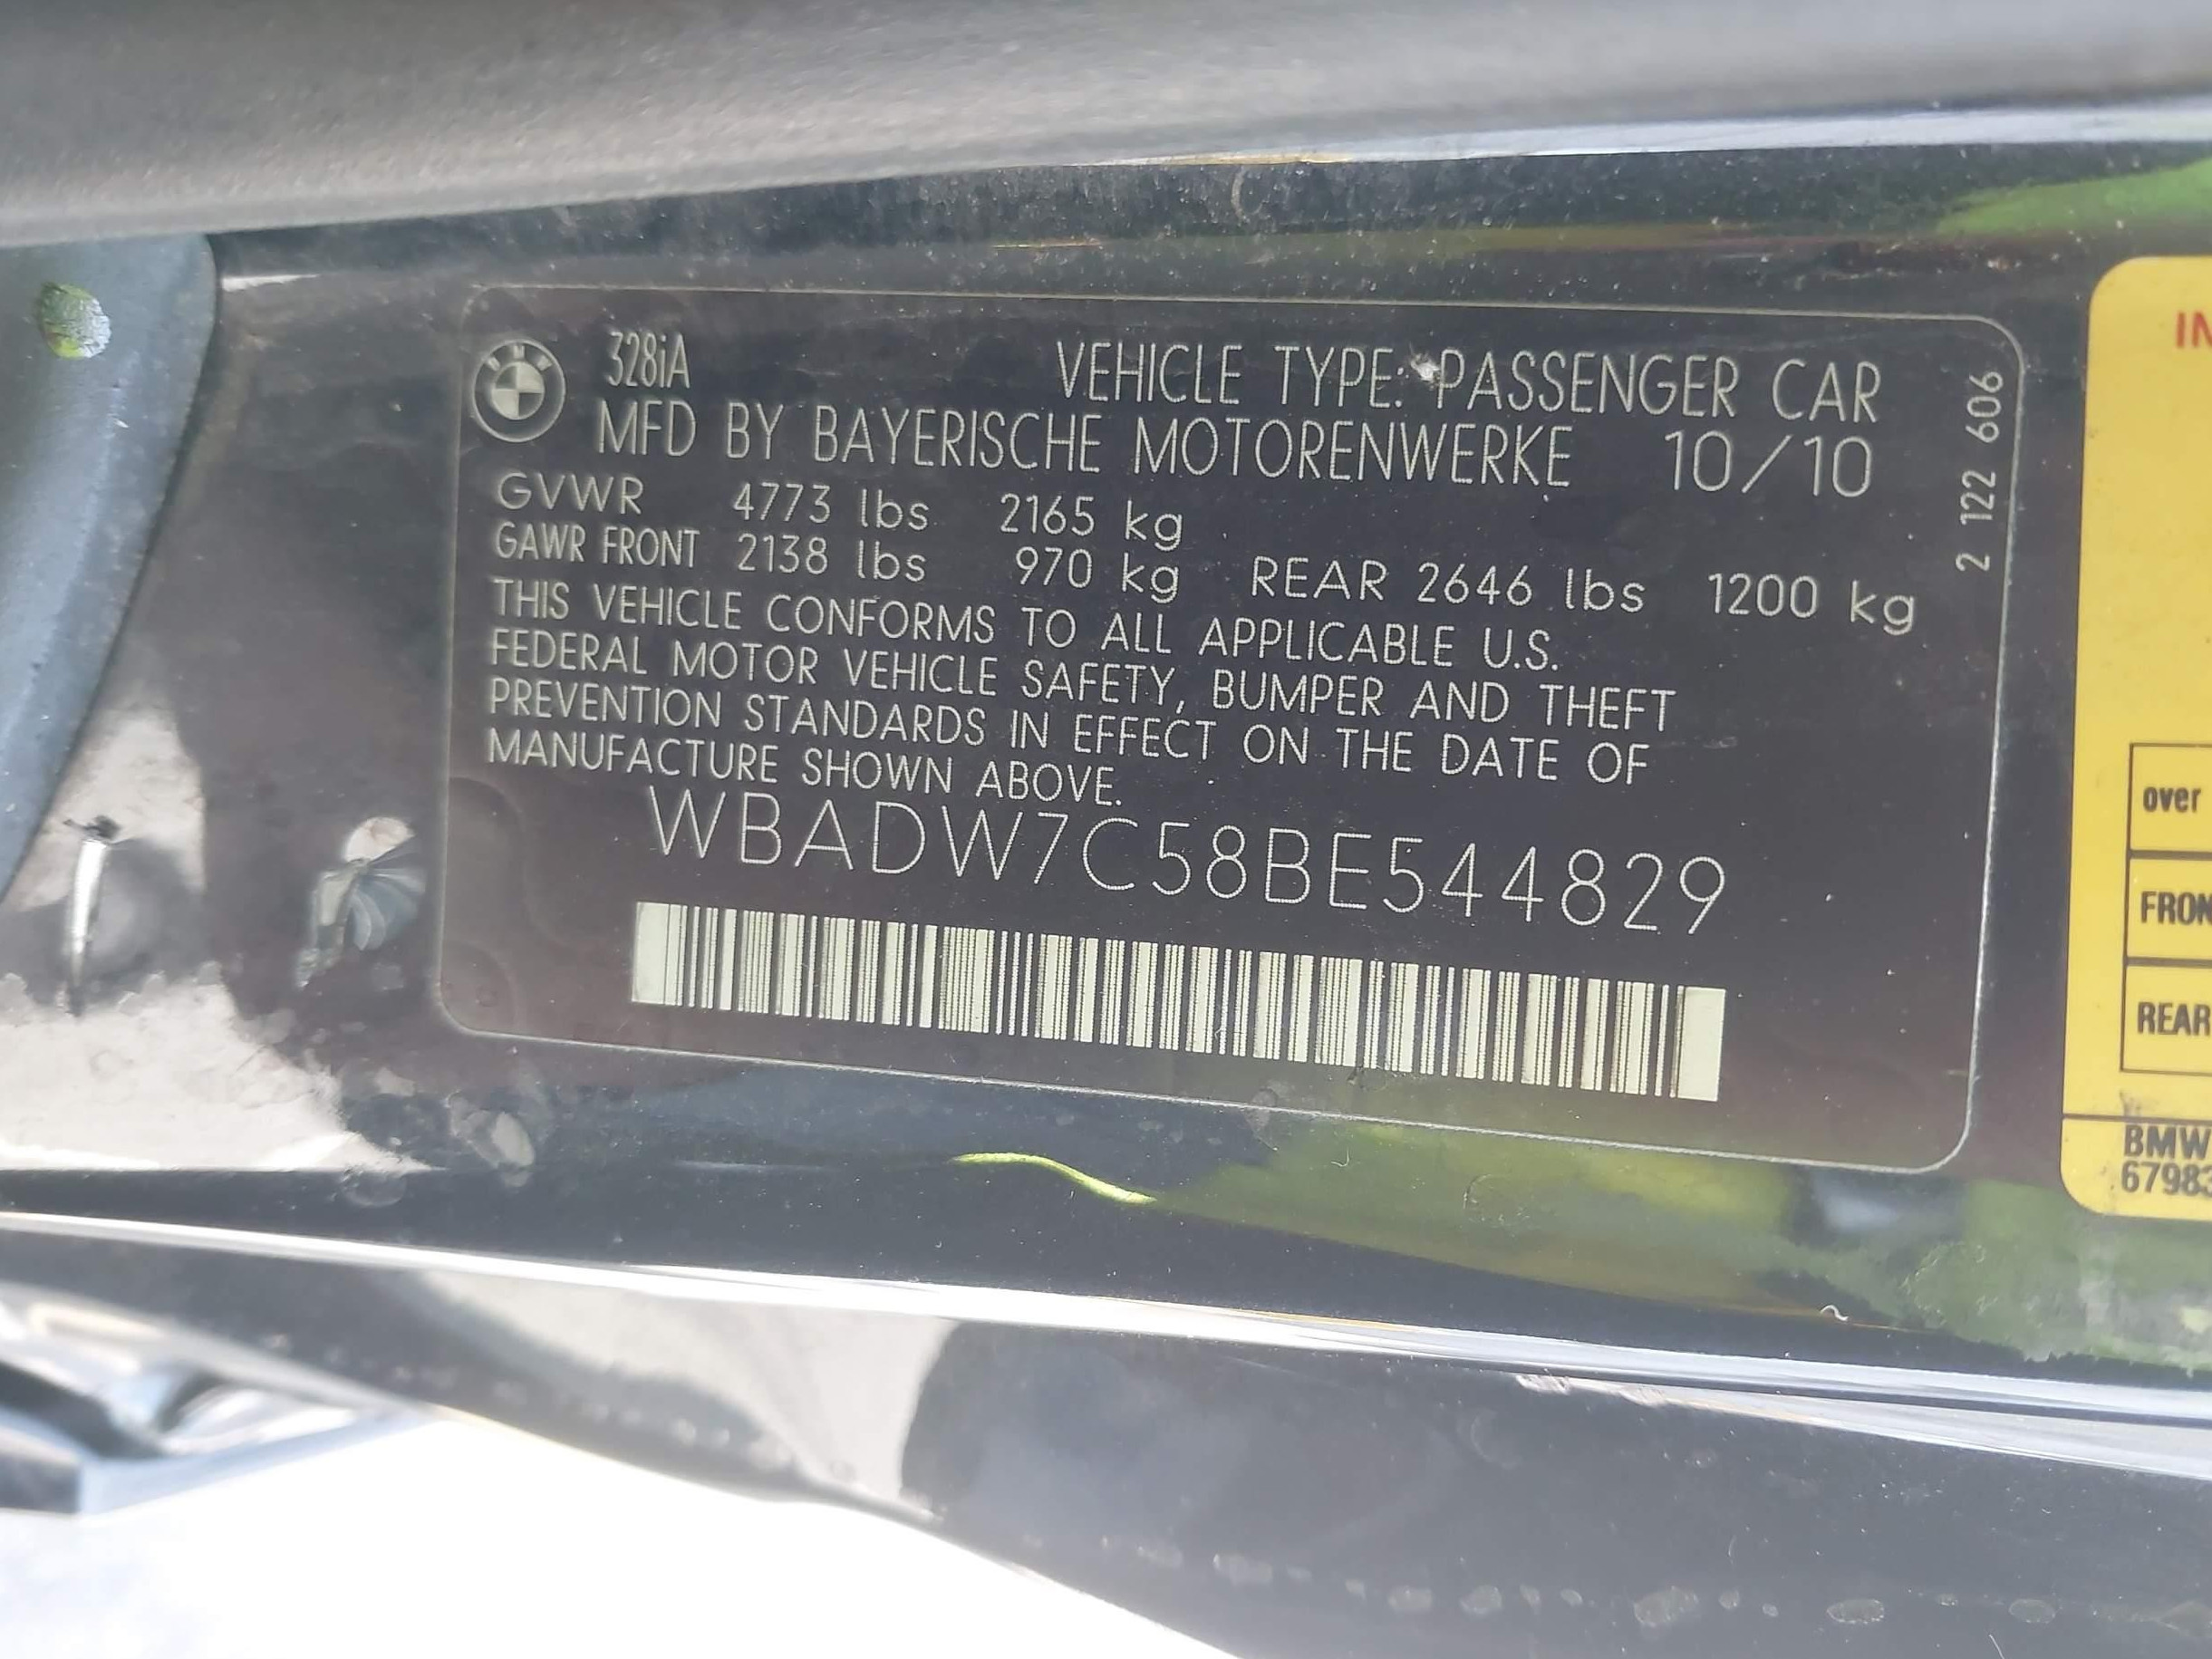 328iA VEHICLE TYPE: PASSENGER CAR
MFD BY BAYERISCHE MOTORENWERKE 10/10
GVWR 4773 lbs 2165 kg
GAWR FRONT 2138 lbs 970 kg REAR 2646 lbs 1200 kg
THIS VEHICLE CONFORMS TO ALL APPLICABLE U.S.
FEDERAL MOTOR VEHICLE SAFETY, BUMPER AND THEFT
PREVENTION STANDARDS IN EFFECT ON THE DATE OF
MANUFACTURE SHOWN ABOVE.
WBADW7C58BE544829
2 122 606
BMW
IN
over
FRON
REAR
BMW
6798